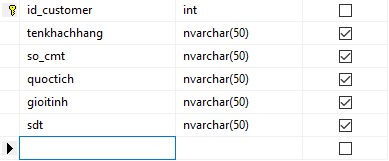 id_customer int
tenkhachhang nvarchar(50)
so_cmt nvarchar(50)
quoctich nvarchar(50)
gioitinh nvarchar(50)
sdt nvarchar(50)